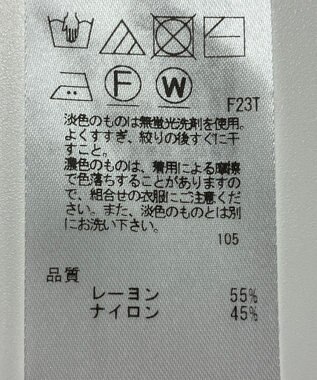 F W
F23T
淡色のものは無蛍光洗剤を使用。
よくすすぎ、絞りの後すぐに干
すこと。
濃色のものは、着用による摩擦
で色落ちすることがありますの
で、組合せの衣服にご注意くだ
さい。また、淡色のものとは別
にお洗い下さい。
105
品質
レーヨン 55%
ナイロン 45%